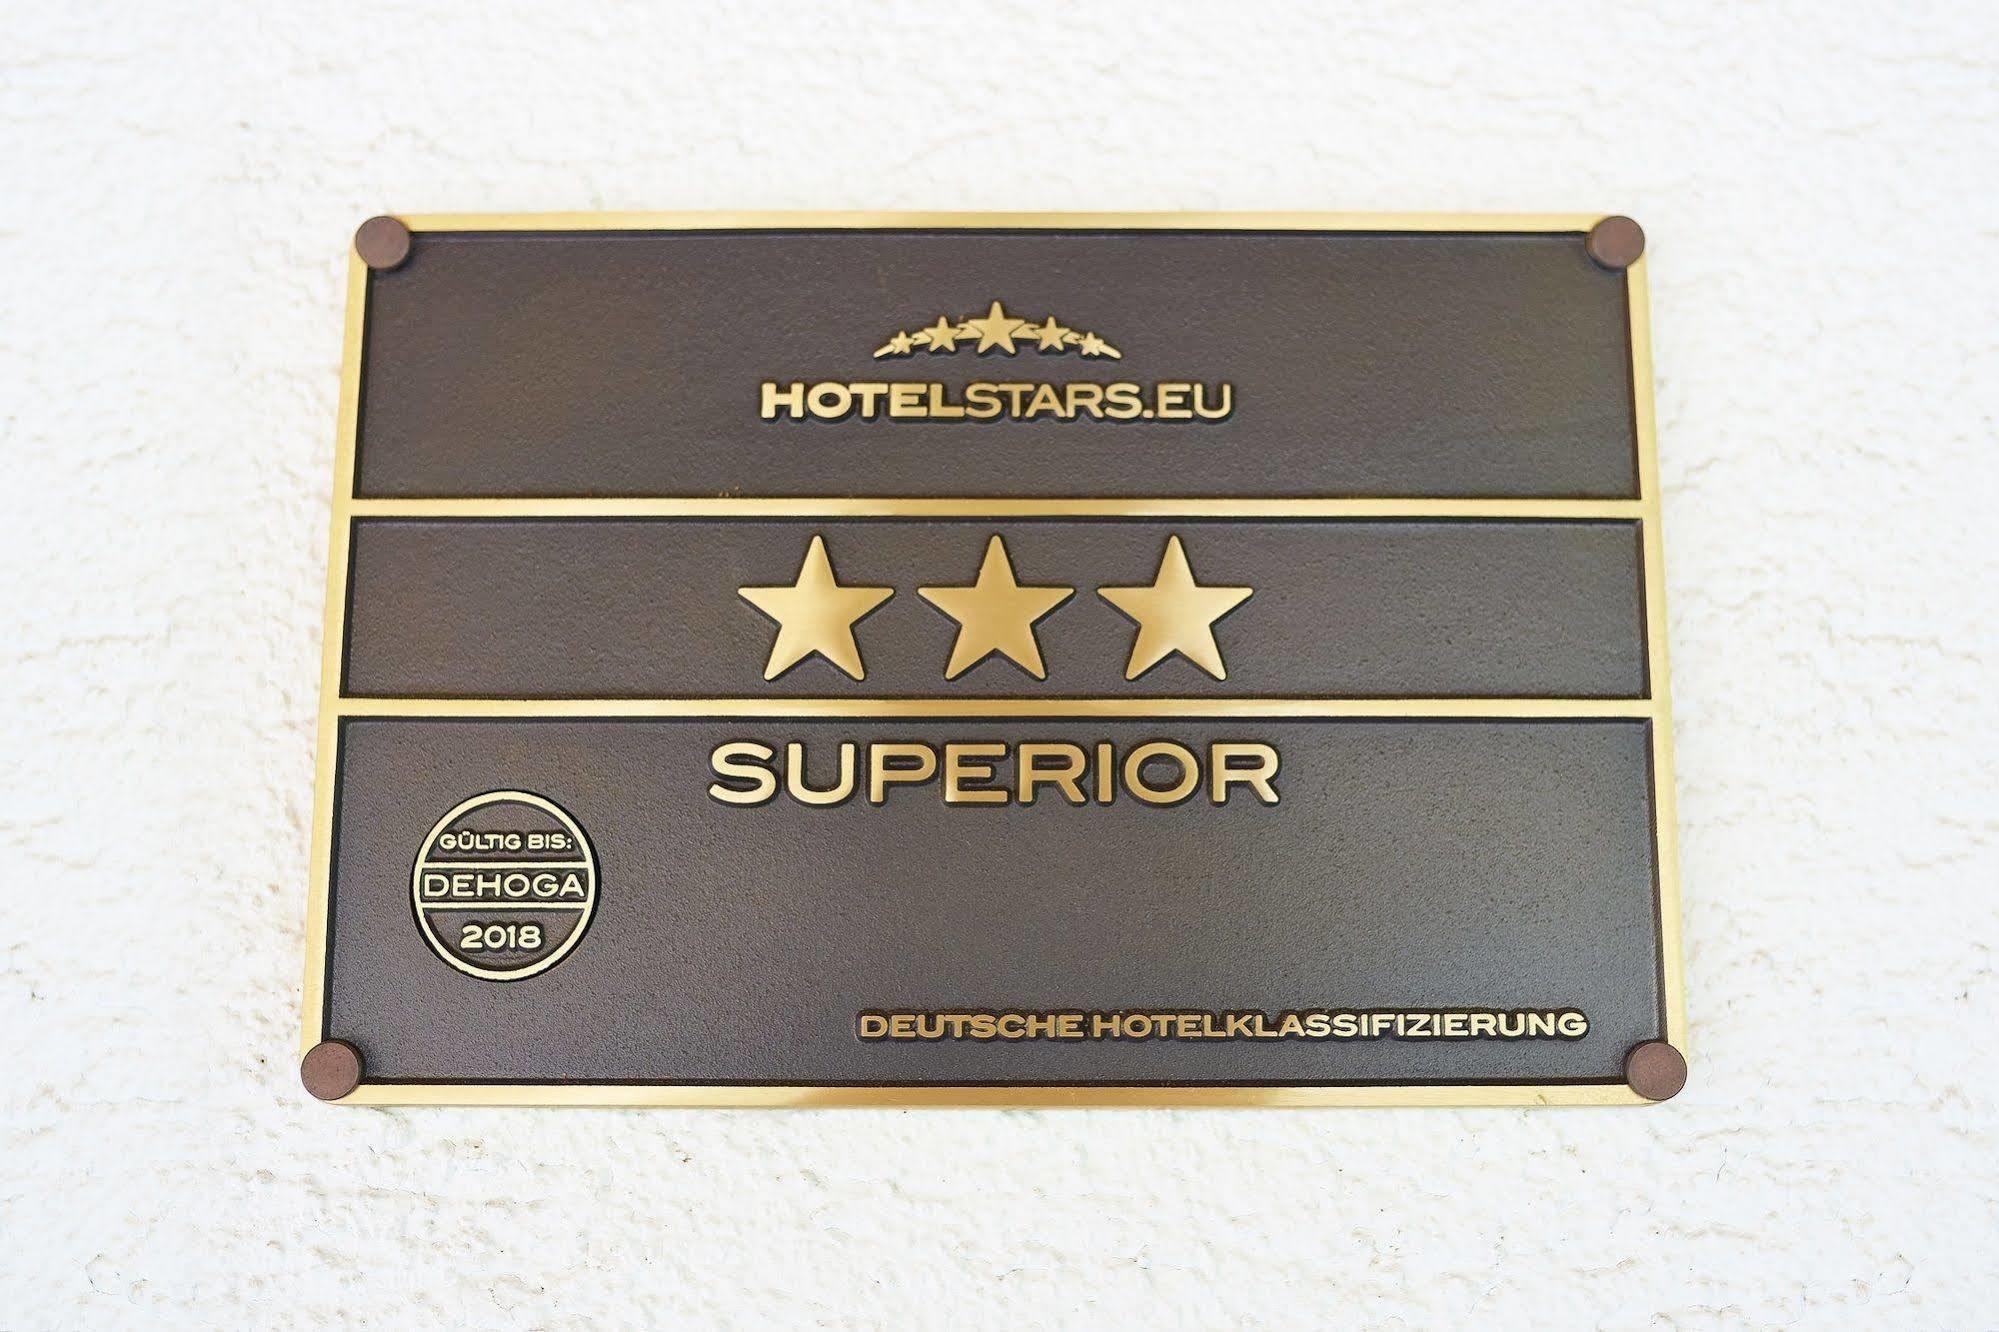 HOTELSTARS.EU
SUPERIOR
GÜLTIG BIS:
DEHOGA
2018
DEUTSCHE HOTELKLASSIFIZIERUNG